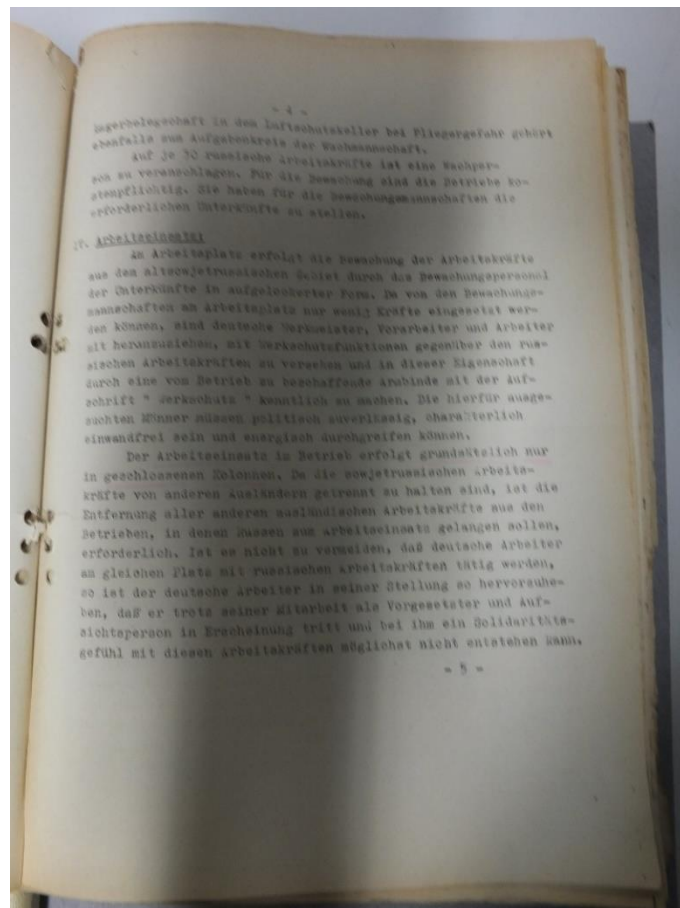 - 4 -
Lagerbelegschaft in dem Luftschutzkeller bei Fliegergefahr gehört
ebenfalls zum Aufgabenkreis der Wachmannschaft.
Auf je 30 russische Arbeitskräfte ist eine Wachper-
son zu veranschlagen. Für die Bewachung sind die Betriebe ko-
stenpflichtig. Sie haben für die Bewachungsmannschaften die
erforderlichen Unterkünfte zu stellen.
IV. Arbeitseinsatz:
Am Arbeitsplatz erfolgt die Bewachung der Arbeitskräfte
aus dem altsowjetrussischen Gebiet durch das Bewachungspersonal
der Unterkünfte in aufgelockerter Form. Da von den Bewachungs-
mannschaften am Arbeitsplatz nur wenig Kräfte eingesetzt wer-
den können, sind deutsche Werkmeister, Vorarbeiter und Arbeiter
mit heranzuziehen, mit Werkschutzfunktionen gegenüber den rus-
sischen Arbeitskräften zu versehen und in dieser Eigenschaft
durch eine vom Betrieb zu beschaffende Armbinde mit der Auf-
schrift " Werkschutz " kenntlich zu machen. Die hierfür ausge-
suchten Männer müssen politisch zuverlässig, charakterlich
einwandfrei sein und energisch durchgreifen können.
Der Arbeitseinsatz im Betrieb erfolgt grundsätzlich nur
in geschlossenen Kolonnen. Da die sowjetrussischen Arbeits-
kräfte von anderen Ausländern getrennt zu halten sind, ist die
Entfernung aller anderen ausländischen Arbeitskräfte aus den
Betrieben, in denen Russen zum Arbeitseinsatz gelangen sollen,
erforderlich. Ist es nicht zu vermeiden, daß deutsche Arbeiter
am gleichen Platz mit russischen Arbeitskräften tätig werden,
so ist der deutsche Arbeiter in seiner Stellung so hervorzuhe-
ben, daß er trotz seiner Mitarbeit als Vorgesetzter und Auf-
sichtsperson in Erscheinung tritt und bei ihm ein Solidaritäts-
gefühl mit diesen Arbeitskräften möglichst nicht entstehen kann.
- 5 -